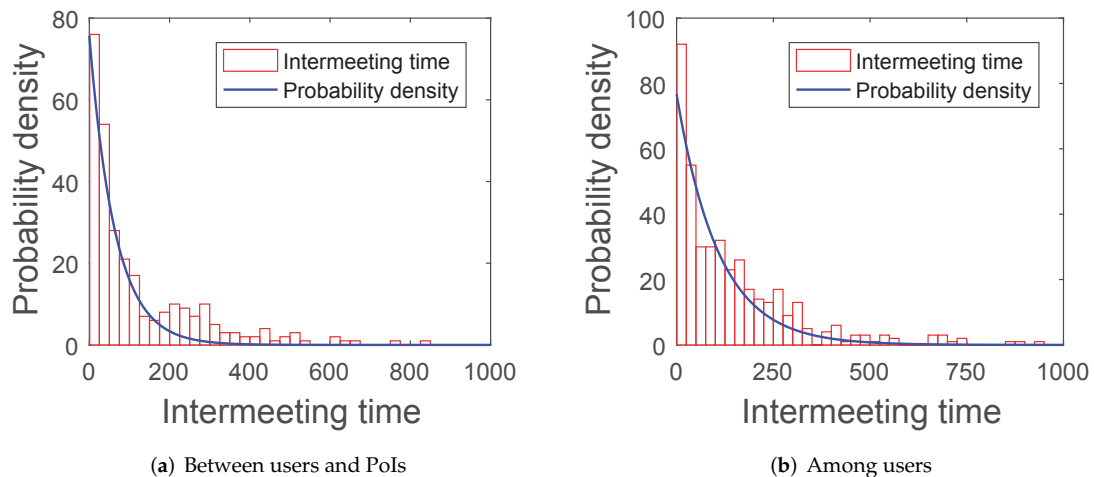 80
60
40
20
0
Probability density
Intermeeting time
Probability density
0 200 400 600 800 1000
Intermeeting time
(a) Between users and PoIs
100
80
60
40
20
0
Probability density
Intermeeting time
Probability density
0 250 500 750 1000
Intermeeting time
(b) Among users